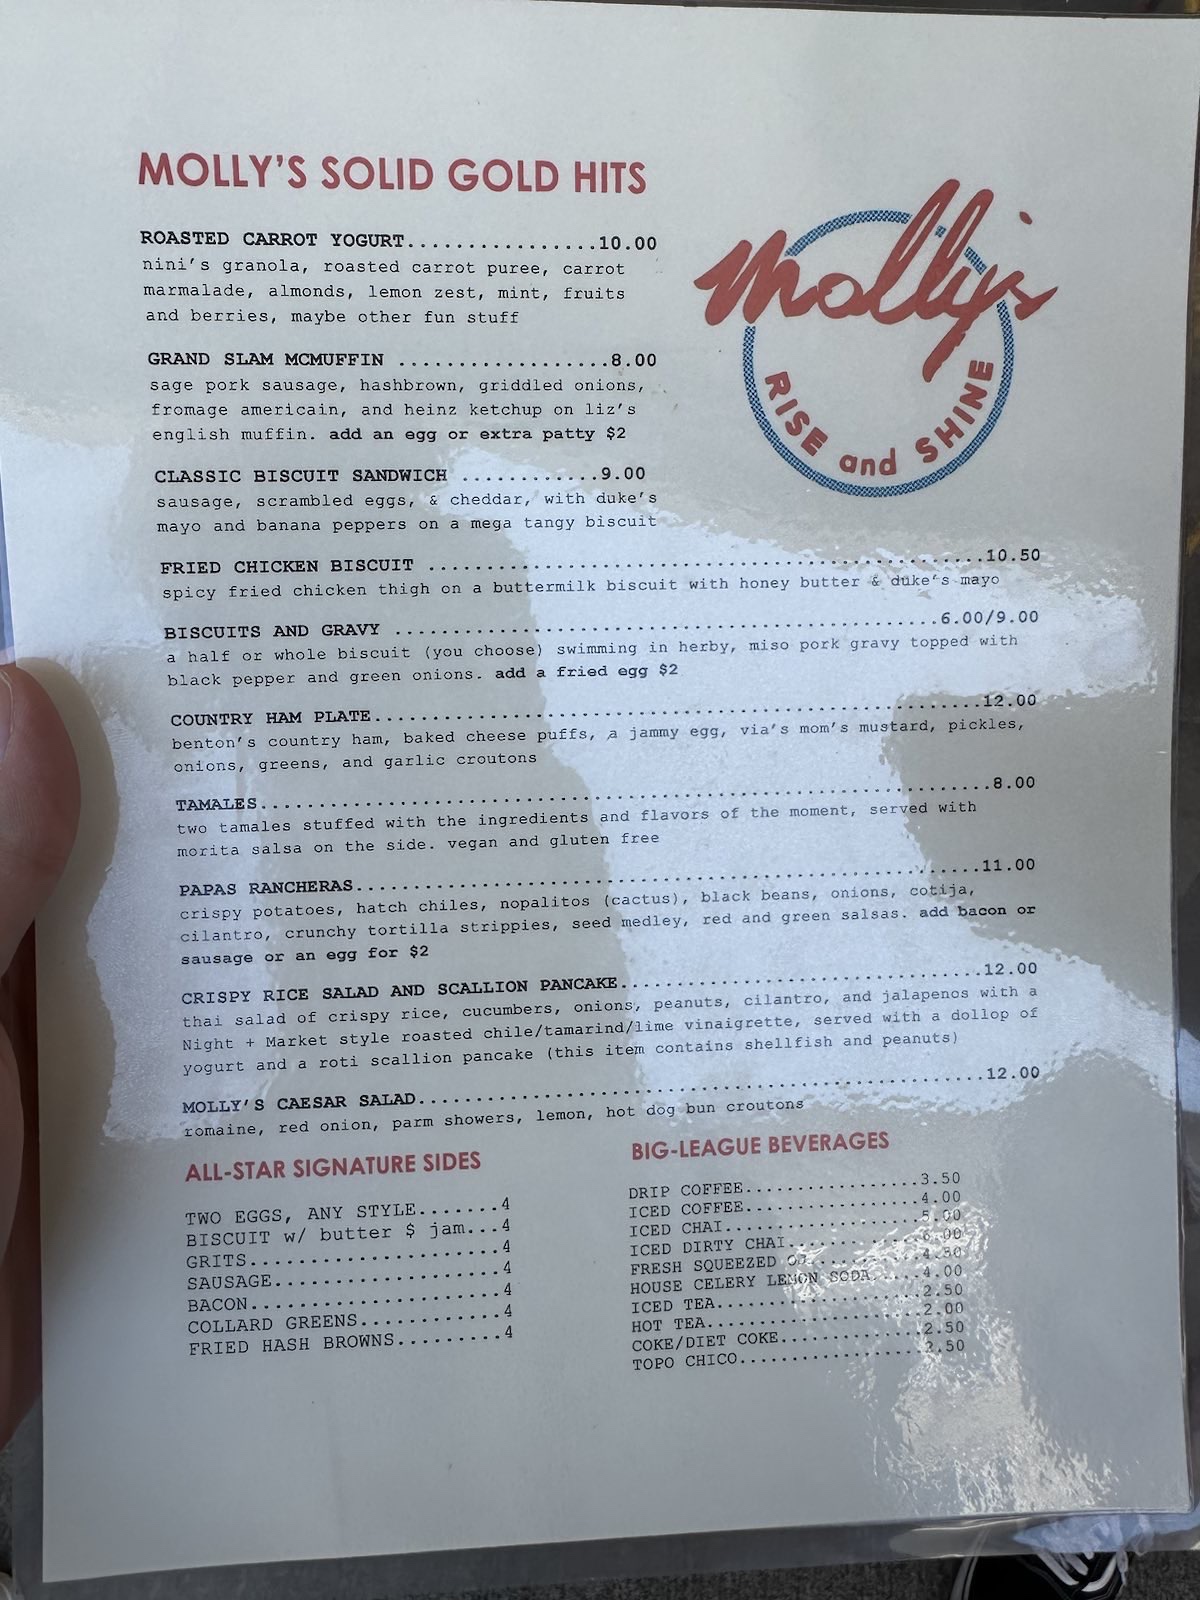 MOLLY'S SOLID GOLD HITS
molly's
RISE and SHINE
ROASTED CARROT YOGURT................10.00
nini's granola, roasted carrot puree, carrot
marmalade, almonds, lemon zest, mint, fruits
and berries, maybe other fun stuff
GRAND SLAM MCMUFFIN ..................8.00
sage pork sausage, hashbrown, griddled onions,
fromage americain, and heinz ketchup on liz's
english muffin. add an egg or extra patty $2
CLASSIC BISCUIT SANDWICH ............9.00
sausage, scrambled eggs, & cheddar, with duke's
mayo and banana peppers on a mega tangy biscuit
FRIED CHICKEN BISCUIT ................................................10.50
spicy fried chicken thigh on a buttermilk biscuit with honey butter & duke's mayo
BISCUITS AND GRAVY ...............................................6.00/9.00
a half or whole biscuit (you choose) swimming in herby, miso pork gravy topped with
black pepper and green onions. add a fried egg $2
COUNTRY HAM PLATE.....................................................12.00
benton's country ham, baked cheese puffs, a jammy egg, via's mom's mustard, pickles,
onions, greens, and garlic croutons
TAMALES...............................................................8.00
two tamales stuffed with the ingredients and flavors of the moment, served with
morita salsa on the side. vegan and gluten free
PAPAS RANCHERAS......................................................11.00
crispy potatoes, hatch chiles, nopalitos (cactus), black beans, onions, cotija,
cilantro, crunchy tortilla strippies, seed medley, red and green salsas. add bacon or
sausage or an egg for $2
CRISPY RICE SALAD AND SCALLION PANCAKE...............................12.00
thai salad of crispy rice, cucumbers, onions, peanuts, cilantro, and jalapenos with a
Night + Market style roasted chile/tamarind/lime vinaigrette, served with a dollop of
yogurt and a roti scallion pancake (this item contains shellfish and peanuts)
MOLLY'S CAESAR SALAD.................................................12.00
romaine, red onion, parm showers, lemon, hot dog bun croutons
ALL-STAR SIGNATURE SIDES
TWO EGGS, ANY STYLE.......4
BISCUIT w/ butter $ jam...4
GRITS.....................4
SAUSAGE...................4
BACON.....................4
COLLARD GREENS............4
FRIED HASH BROWNS.........4
BIG-LEAGUE BEVERAGES
DRIP COFFEE.................3.50
ICED COFFEE.................4.00
ICED CHAI...................5.00
ICED DIRTY CHAI.............6.00
FRESH SQUEEZED
HOUSE CELERY LEMON SODA.....4.00
ICED TEA....................2.50
HOT TEA.....................2.00
COKE/DIET COKE..............2.50
TOPO CHICO..................